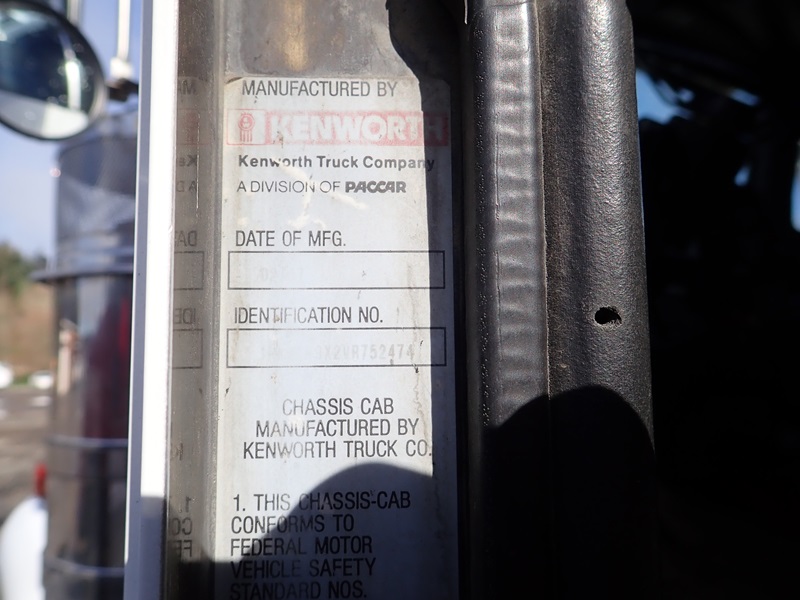 MANUFACTURED BY
KENWORTH
Kenworth Truck Company
A DIVISION OF PACCAR
DATE OF MFG.
IDENTIFICATION NO.
CHASSIS CAB
MANUFACTURED BY
KENWORTH TRUCK CO.
1. THIS CHASSIS-CAB
CONFORMS TO
FEDERAL MOTOR
VEHICLE SAFETY
STANDARD NOS.